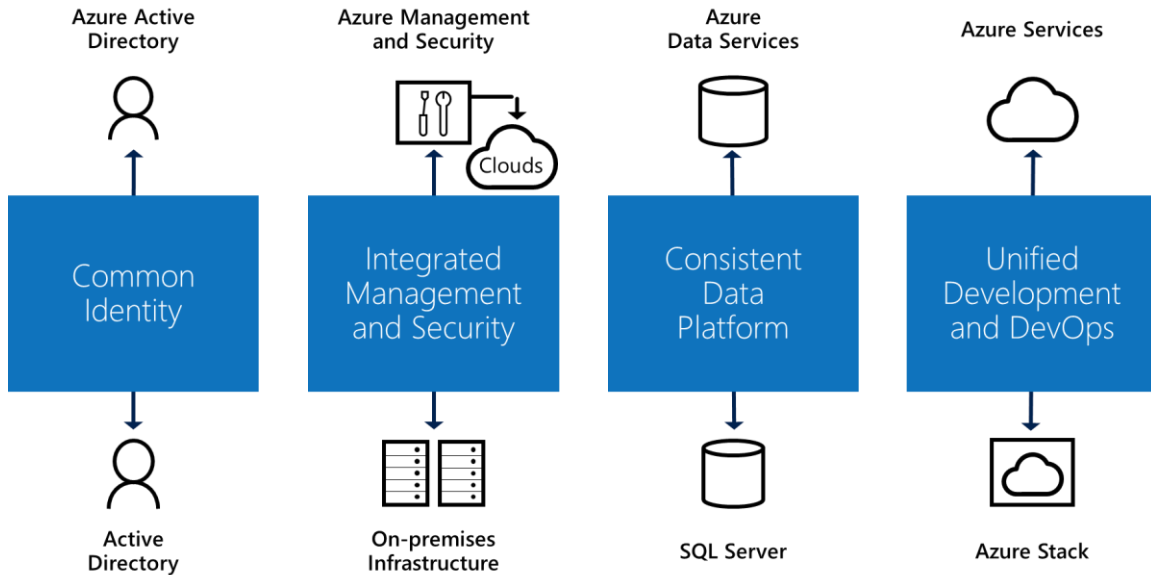 Azure Active
Directory
Azure Management
and Security
Azure
Data Services
Azure Services
Clouds
Common
Identity
Integrated
Management
and Security
Consistent
Data
Platform
Unified
Development
and DevOps
Active
Directory
On-premises
Infrastructure
SQL Server
Azure Stack